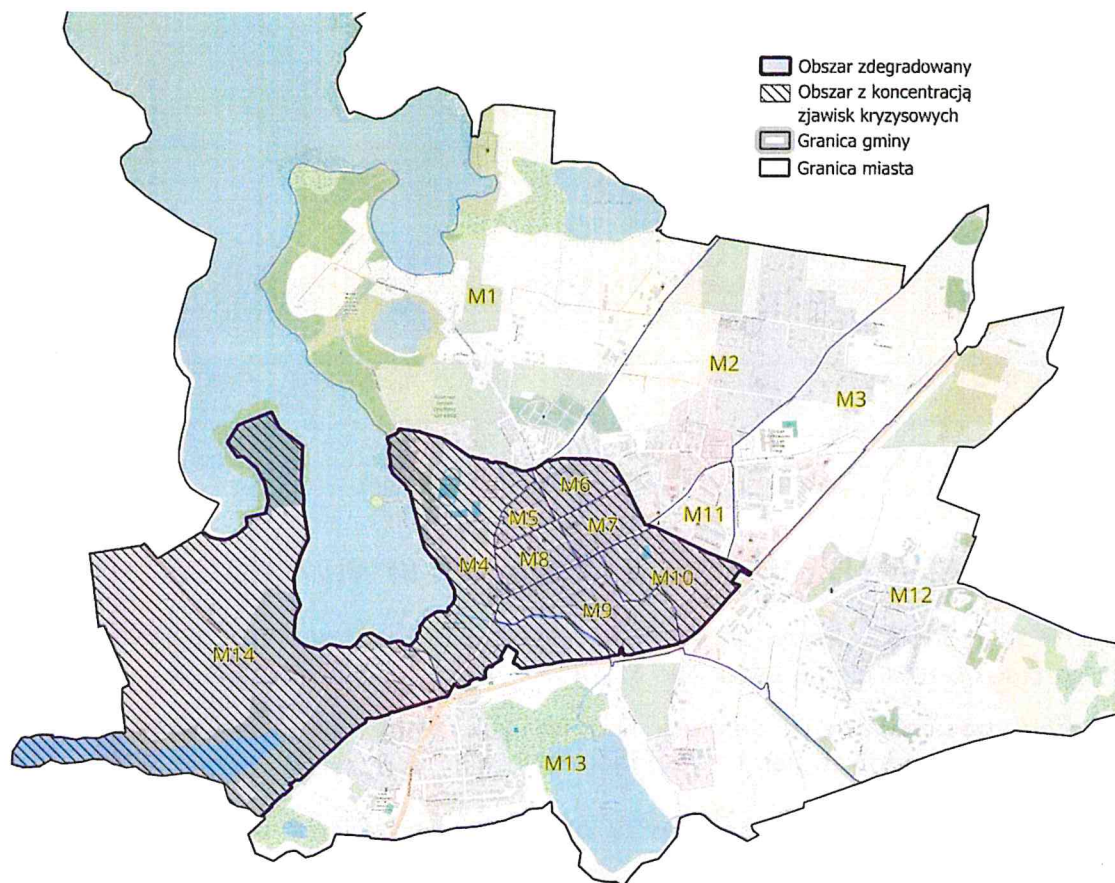 Obszar zdegradowany
Obszar z koncentracją
zjawisk kryzysowych
Granica gminy
Granica miasta
M1
M2
M3
M6
M5
M7
M11
M4
M8
M10
M9
M12
M14
M13